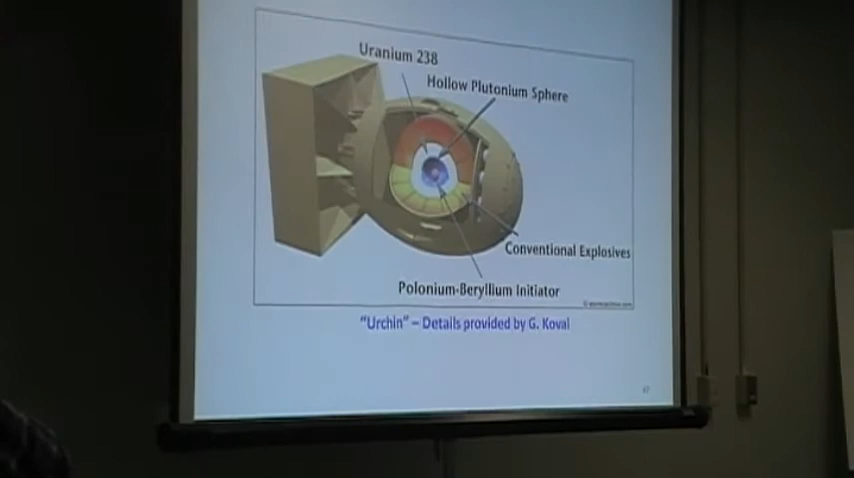 Uranium 238
Hollow Plutonium Sphere
Conventional Explosives
Polonium-Beryllium Initiator
"Urchin" – Details provided by G. Koval